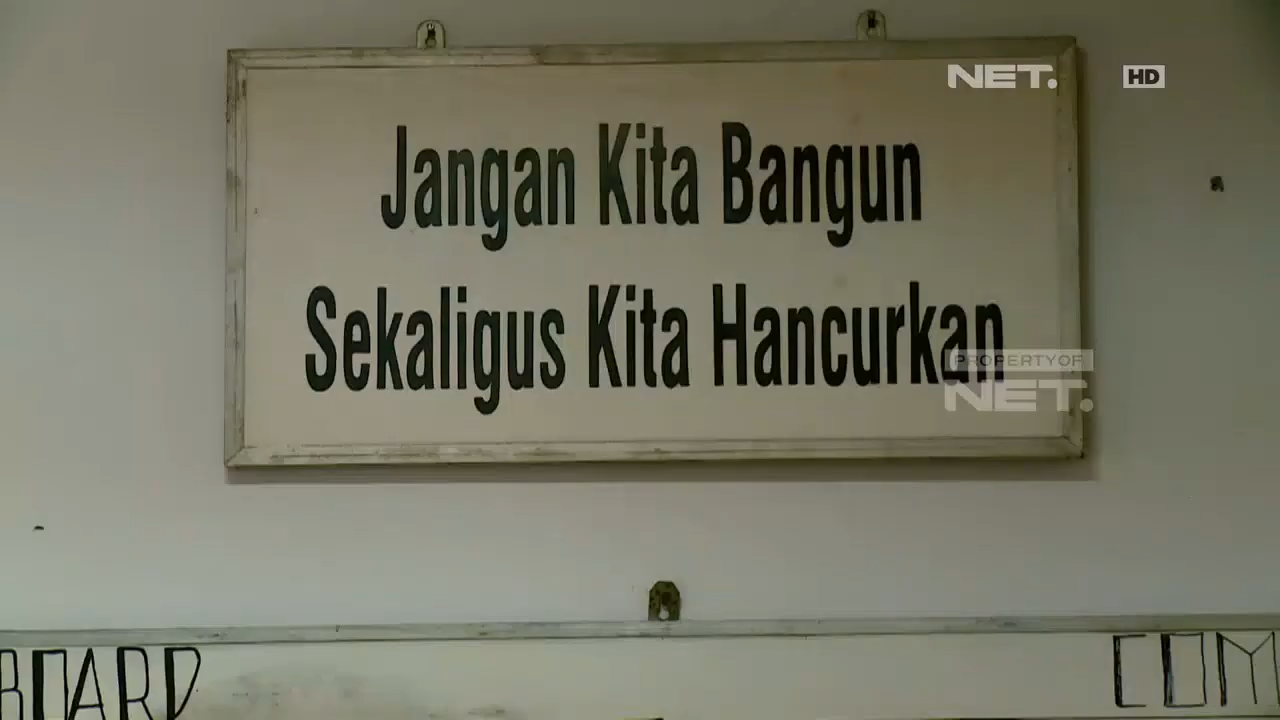 NET. HD
Jangan Kita Bangun
Sekaligus Kita Hancurkan
PROPERTY OF
NET.
BOARD
COM